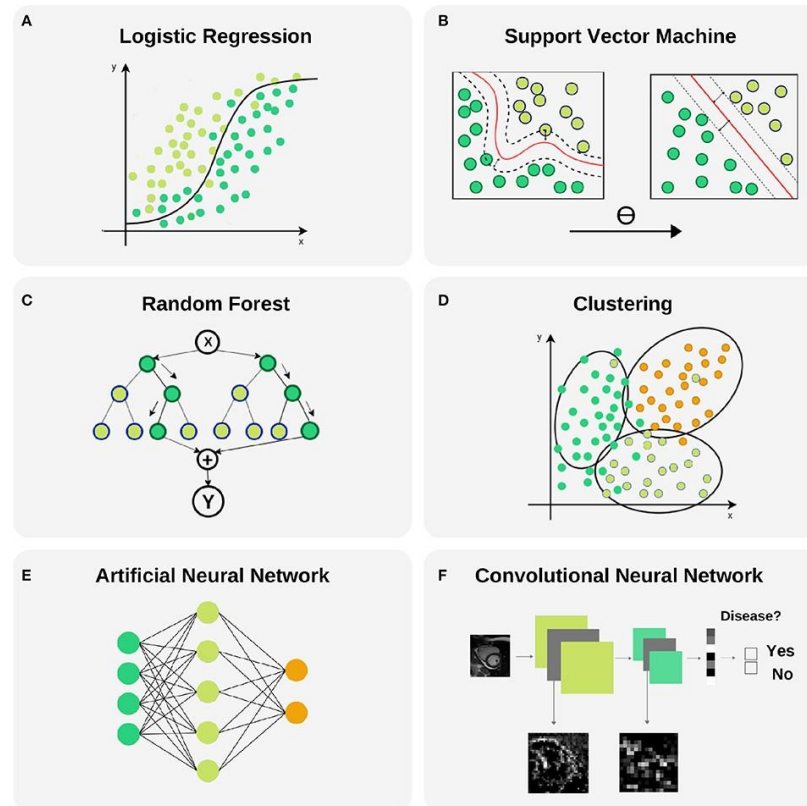 A
Logistic Regression
y
x
B
Support Vector Machine
Ɵ
C
Random Forest
X
+
Y
D
Clustering
y
x
E
Artificial Neural Network
F
Convolutional Neural Network
Disease?
Yes
No